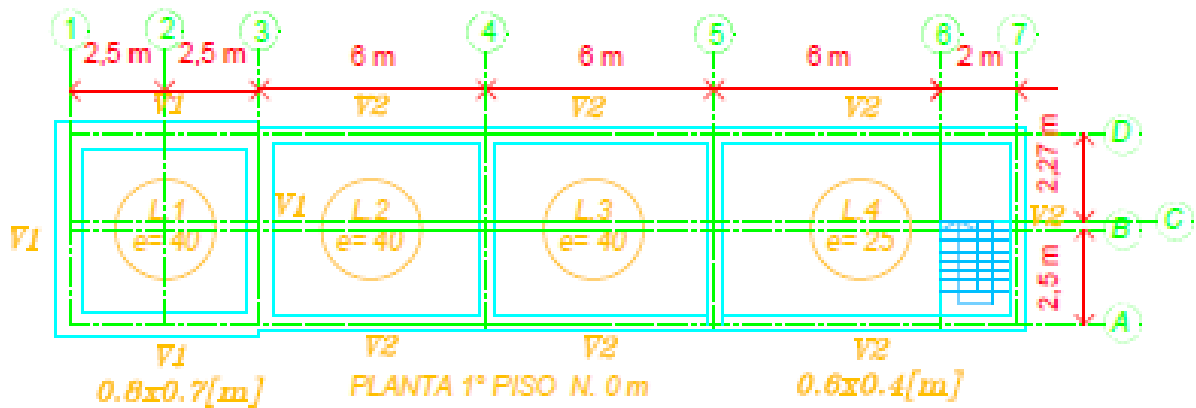 1 2 3 4 5 6 7
2,5 m 2,5 m 6 m 6 m 6 m 2 m
V1 V2 V2 V2
D
2,27 m
L.1 V1 L.2 L.3 L.4 V2 C
V1 e= 40 e= 40 e= 40 e= 25 B
2,5 m
A
V1 V2 V2 V2
0.8x0.7[m] PLANTA 1° PISO N. 0 m 0.6x0.4[m]